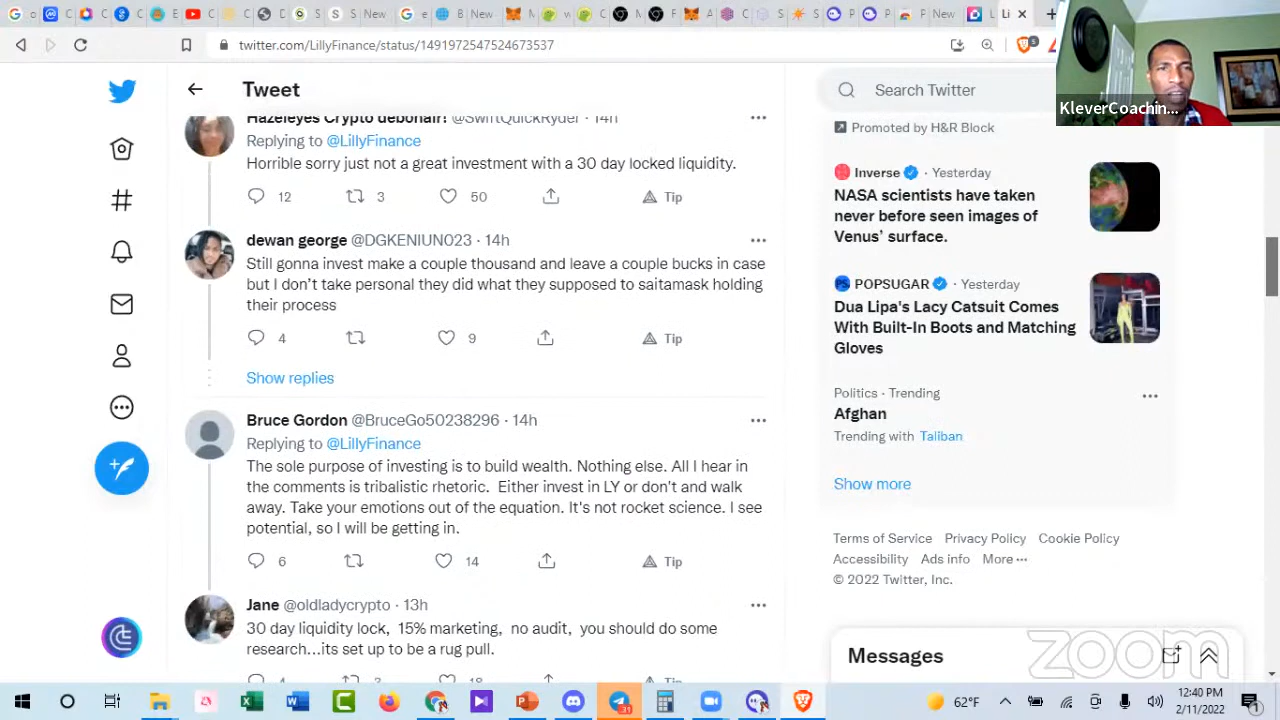 New
P New
Li
twitter.com/LillyFinance/status/1491972547524673537
5
KleverCoachin...
Tweet
Search Twitter
Hazeleyes Crypto debonair! @SwiftQuickRyder · 14h
Replying to @LillyFinance
Horrible sorry just not a great investment with a 30 day locked liquidity.
12 3 50 Tip
dewan george @DGKENIUN023 · 14h
Still gonna invest make a couple thousand and leave a couple bucks in case
but I don't take personal they did what they supposed to saitamask holding
their process
4 9 Tip
Show replies
Bruce Gordon @BruceGo50238296 · 14h
Replying to @LillyFinance
The sole purpose of investing is to build wealth. Nothing else. All I hear in
the comments is tribalistic rhetoric. Either invest in LY or don't and walk
away. Take your emotions out of the equation. It's not rocket science. I see
potential, so I will be getting in.
6 14 Tip
Jane @oldladycrypto · 13h
30 day liquidity lock, 15% marketing, no audit, you should do some
research...its set up to be a rug pull.
Promoted by H&R Block
Inverse · Yesterday
NASA scientists have taken
never before seen images of
Venus' surface.
POPSUGAR · Yesterday
Dua Lipa's Lacy Catsuit Comes
With Built-In Boots and Matching
Gloves
Politics · Trending
Afghan
Trending with Taliban
Show more
Terms of Service Privacy Policy Cookie Policy
Accessibility Ads info More ···
© 2022 Twitter, Inc.
Messages
zoom
31
62°F
12:40 PM
2/11/2022
1